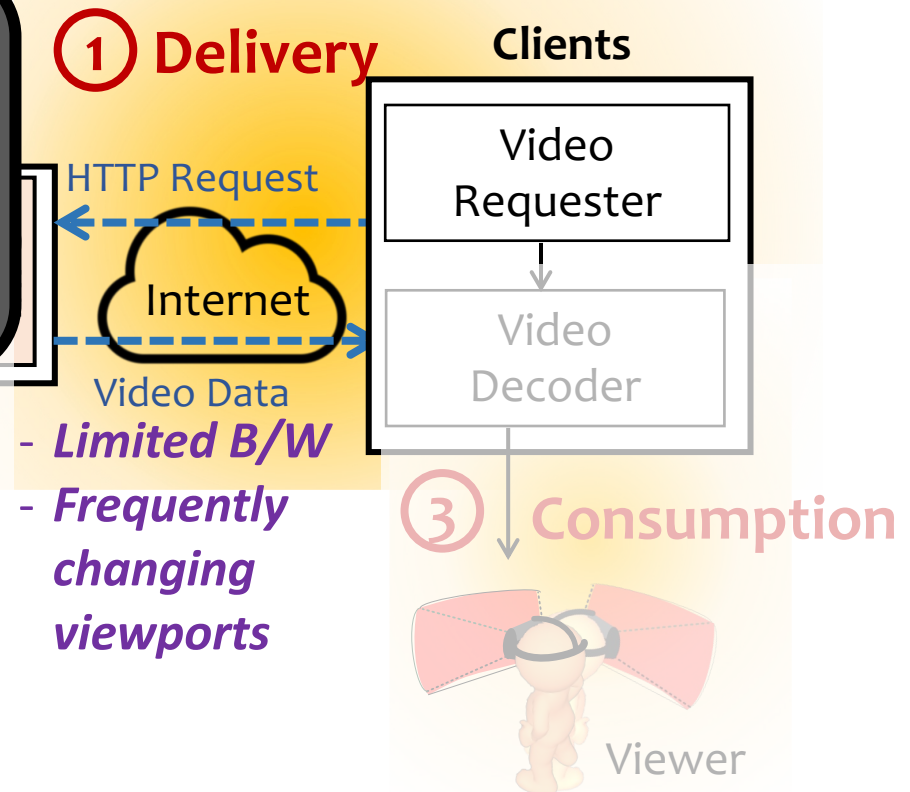 ① Delivery
Clients
HTTP Request
Internet
Video Data
- Limited B/W
- Frequently
changing
viewports
Video
Requester
Video
Decoder
③ Consumption
Viewer